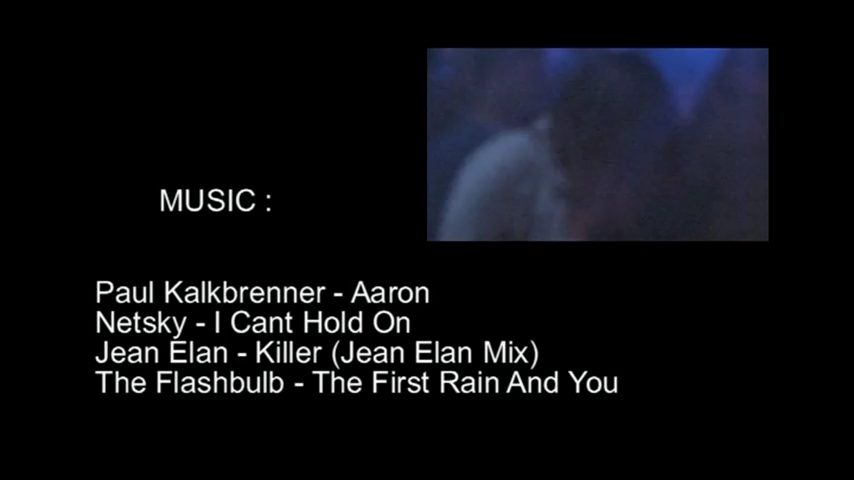 MUSIC :
Paul Kalkbrenner - Aaron
Netsky - I Cant Hold On
Jean Elan - Killer (Jean Elan Mix)
The Flashbulb - The First Rain And You